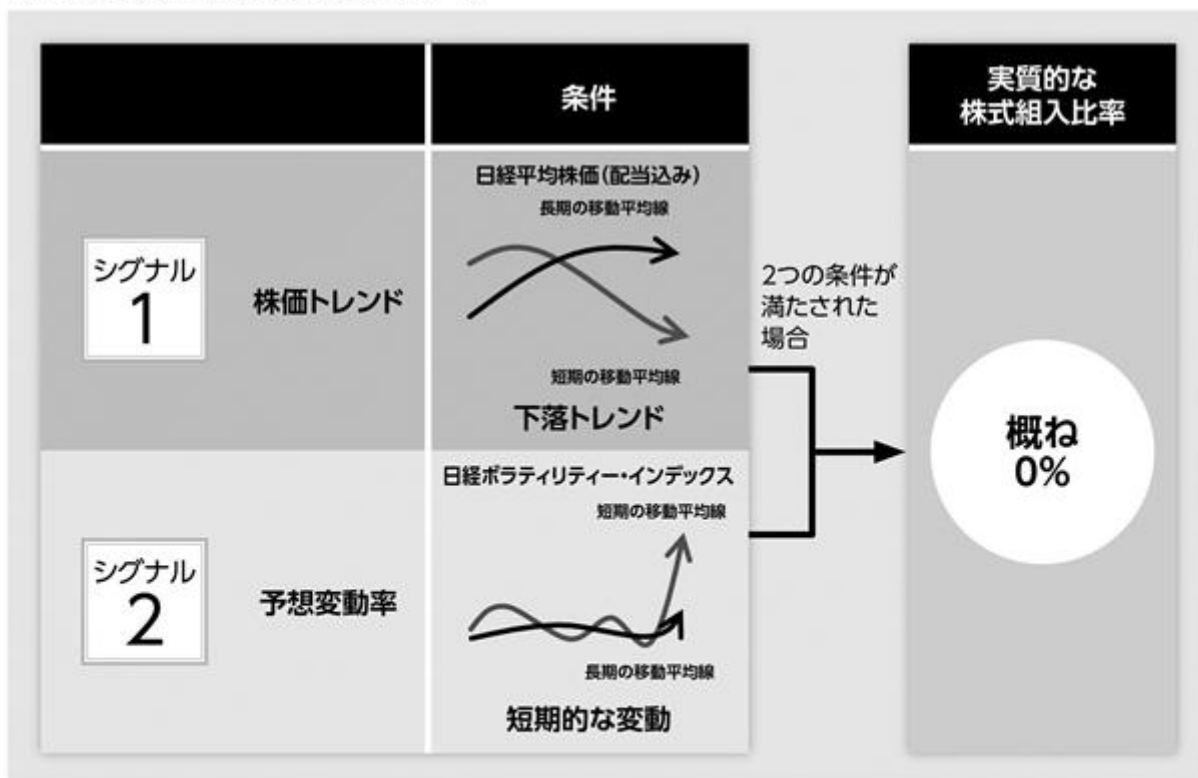 条件
実質的な
株式組入比率
シグナル
1
株価トレンド
日経平均株価(配当込み)
長期の移動平均線
短期の移動平均線
下落トレンド
2つの条件が
満たされた
場合
概ね
0%
シグナル
2
予想変動率
日経ボラティリティー・インデックス
短期の移動平均線
長期の移動平均線
短期的な変動